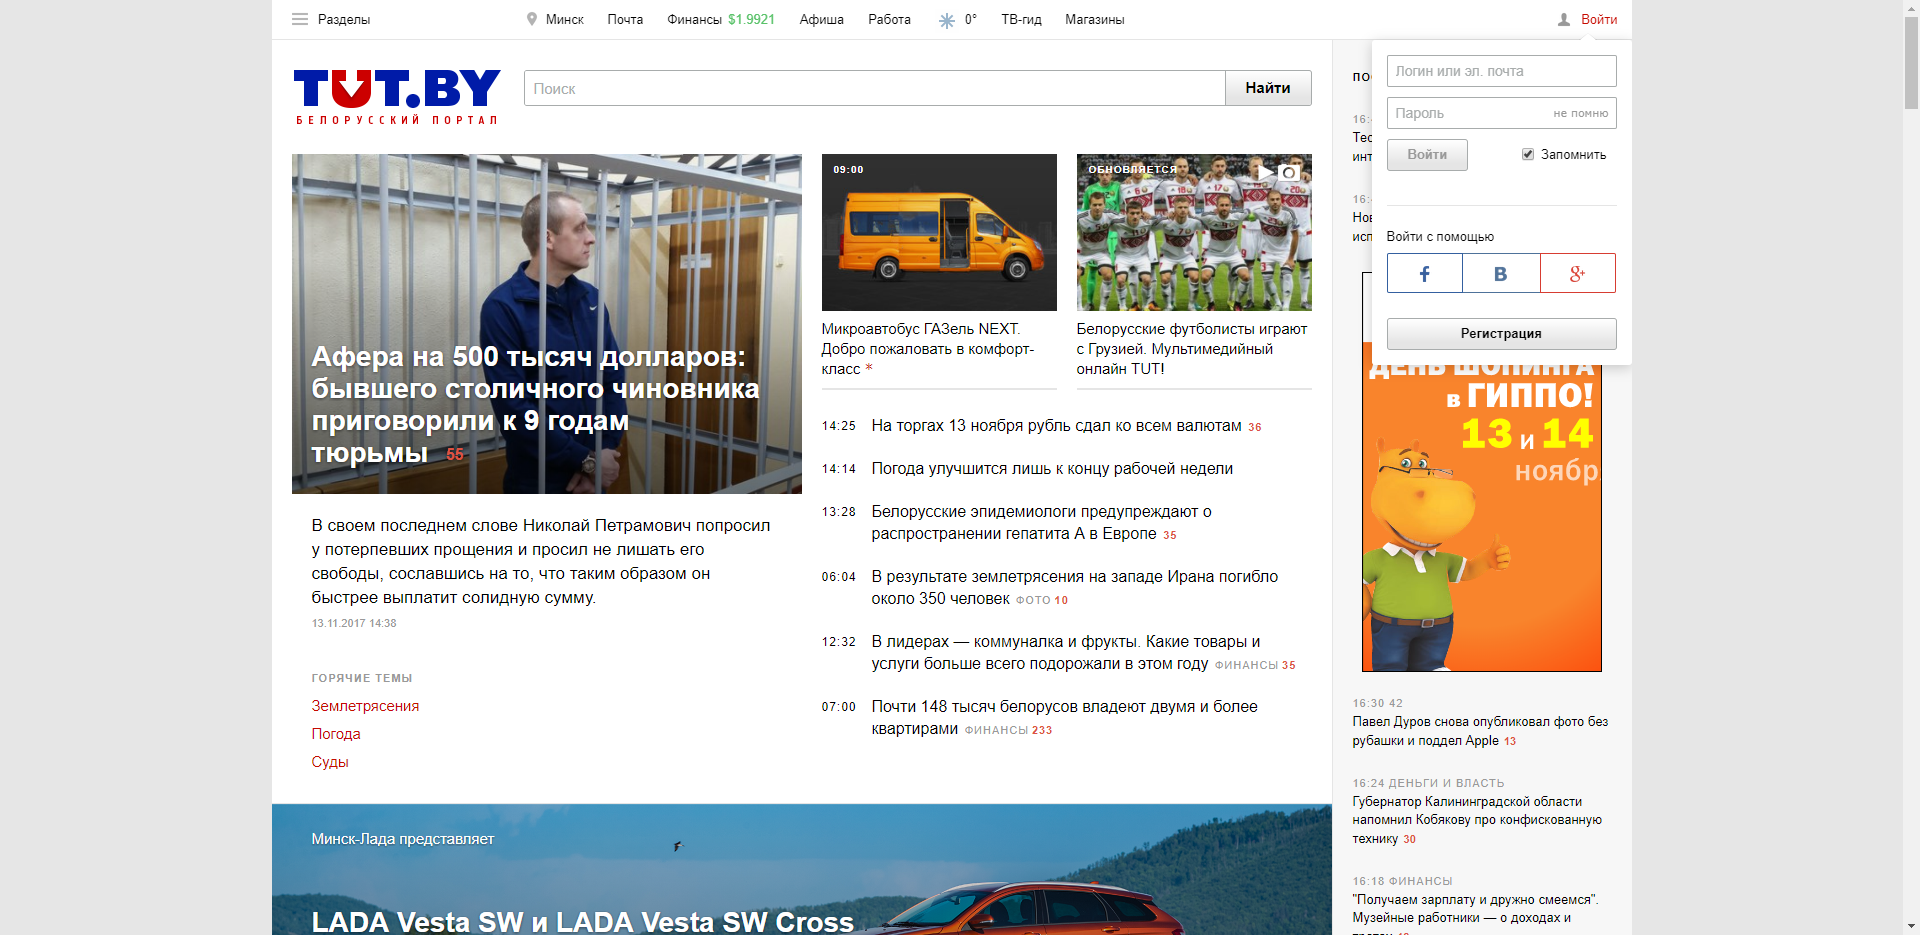 Разделы
Минск
Почта
Финансы $1.9921
Афиша
Работа
0°
ТВ-гид
Магазины
Войти
TUT.BY
БЕЛОРУССКИЙ ПОРТАЛ
Поиск
Найти
Логин или эл. почта
Пароль
не помню
Войти
Запомнить
Войти с помощью
Регистрация
Афера на 500 тысяч долларов:
бывшего столичного чиновника
приговорили к 9 годам
тюрьмы 55
В своем последнем слове Николай Петрамович попросил
у потерпевших прощения и просил не лишать его
свободы, сославшись на то, что таким образом он
быстрее выплатит солидную сумму.
13.11.2017 14:38
ГОРЯЧИЕ ТЕМЫ
Землетрясения
Погода
Суды
09:00
Микроавтобус ГАЗель NEXT.
Добро пожаловать в комфорт-
класс *
ОБНОВЛЯЕТСЯ
Белорусские футболисты играют
с Грузией. Мультимедийный
онлайн TUT!
14:25 На торгах 13 ноября рубль сдал ко всем валютам 36
14:14 Погода улучшится лишь к концу рабочей недели
13:28 Белорусские эпидемиологи предупреждают о
распространении гепатита А в Европе 35
06:04 В результате землетрясения на западе Ирана погибло
около 350 человек ФОТО 10
12:32 В лидерах — коммуналка и фрукты. Какие товары и
услуги больше всего подорожали в этом году ФИНАНСЫ 35
07:00 Почти 148 тысяч белорусов владеют двумя и более
квартирами ФИНАНСЫ 233
ДЕНЬ ШОПИНГА
в ГИППО!
13 и 14
ноябр
16:30 42
Павел Дуров снова опубликовал фото без
рубашки и поддел Apple 13
16:24 ДЕНЬГИ И ВЛАСТЬ
Губернатор Калининградской области
напомнил Кобякову про конфискованную
технику 30
16:18 ФИНАНСЫ
"Получаем зарплату и дружно смеемся".
Музейные работники — о доходах и
Минск-Лада представляет
LADA Vesta SW и LADA Vesta SW Cross